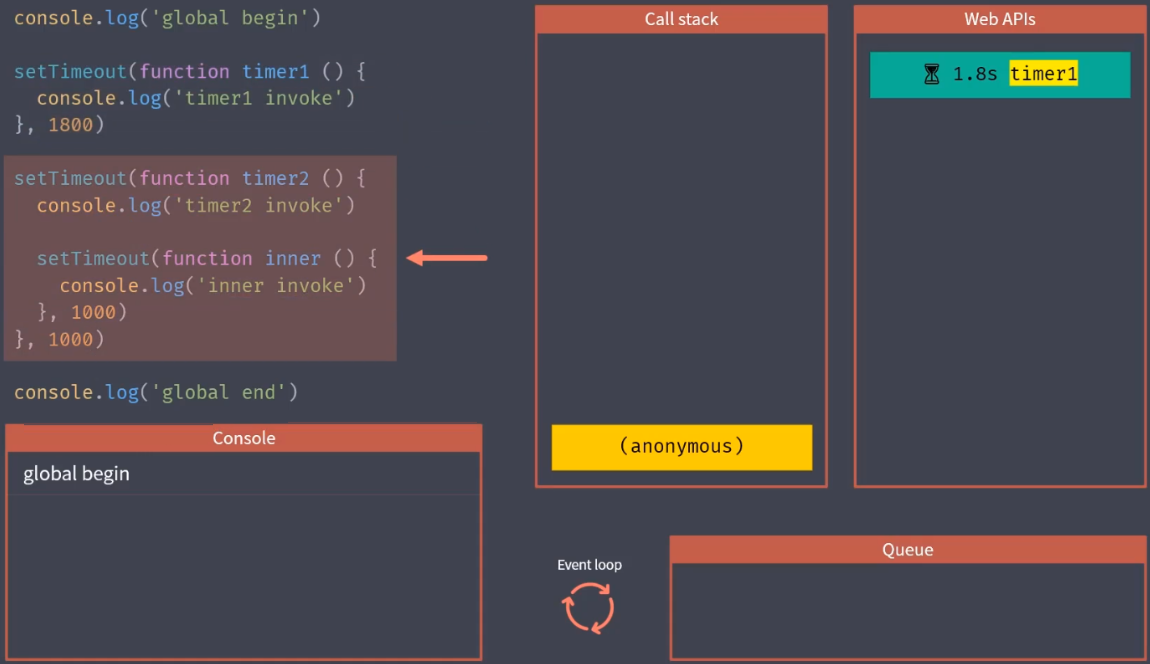 console.log('global begin')
setTimeout(function timer1 () {
  console.log('timer1 invoke')
}, 1800)
setTimeout(function timer2 () {
  console.log('timer2 invoke')
  setTimeout(function inner () {
    console.log('inner invoke')
  }, 1000)
}, 1000)
console.log('global end')
Console
global begin
Call stack
(anonymous)
Web APIs
1.8s timer1
Event loop
Queue